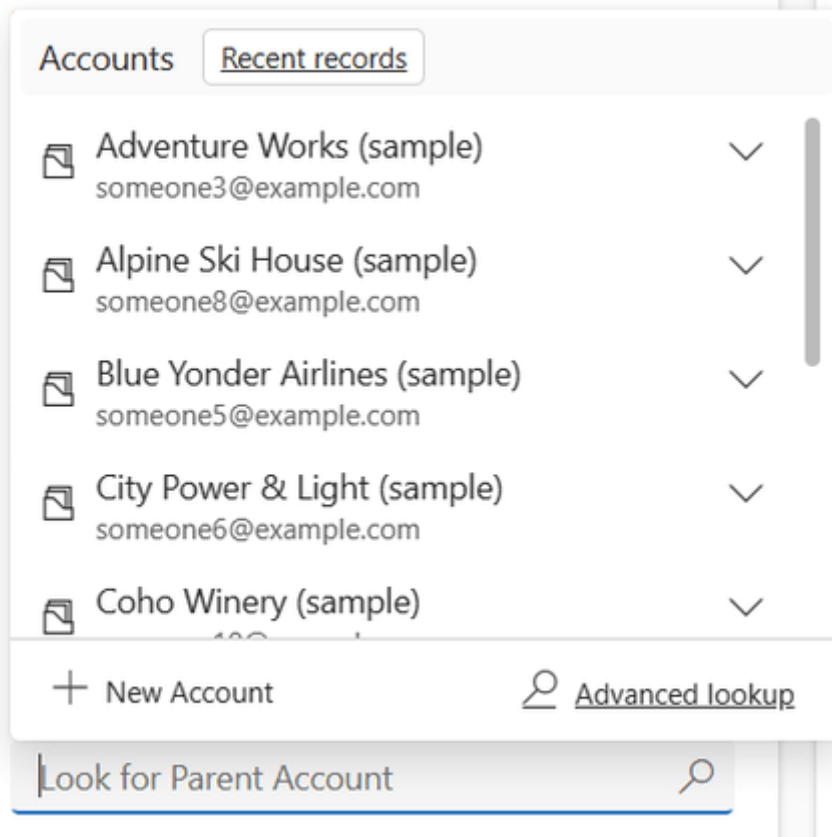 Accounts Recent records
Adventure Works (sample)
someone3@example.com
Alpine Ski House (sample)
someone8@example.com
Blue Yonder Airlines (sample)
someone5@example.com
City Power & Light (sample)
someone6@example.com
Coho Winery (sample)
New Account Advanced lookup
Look for Parent Account